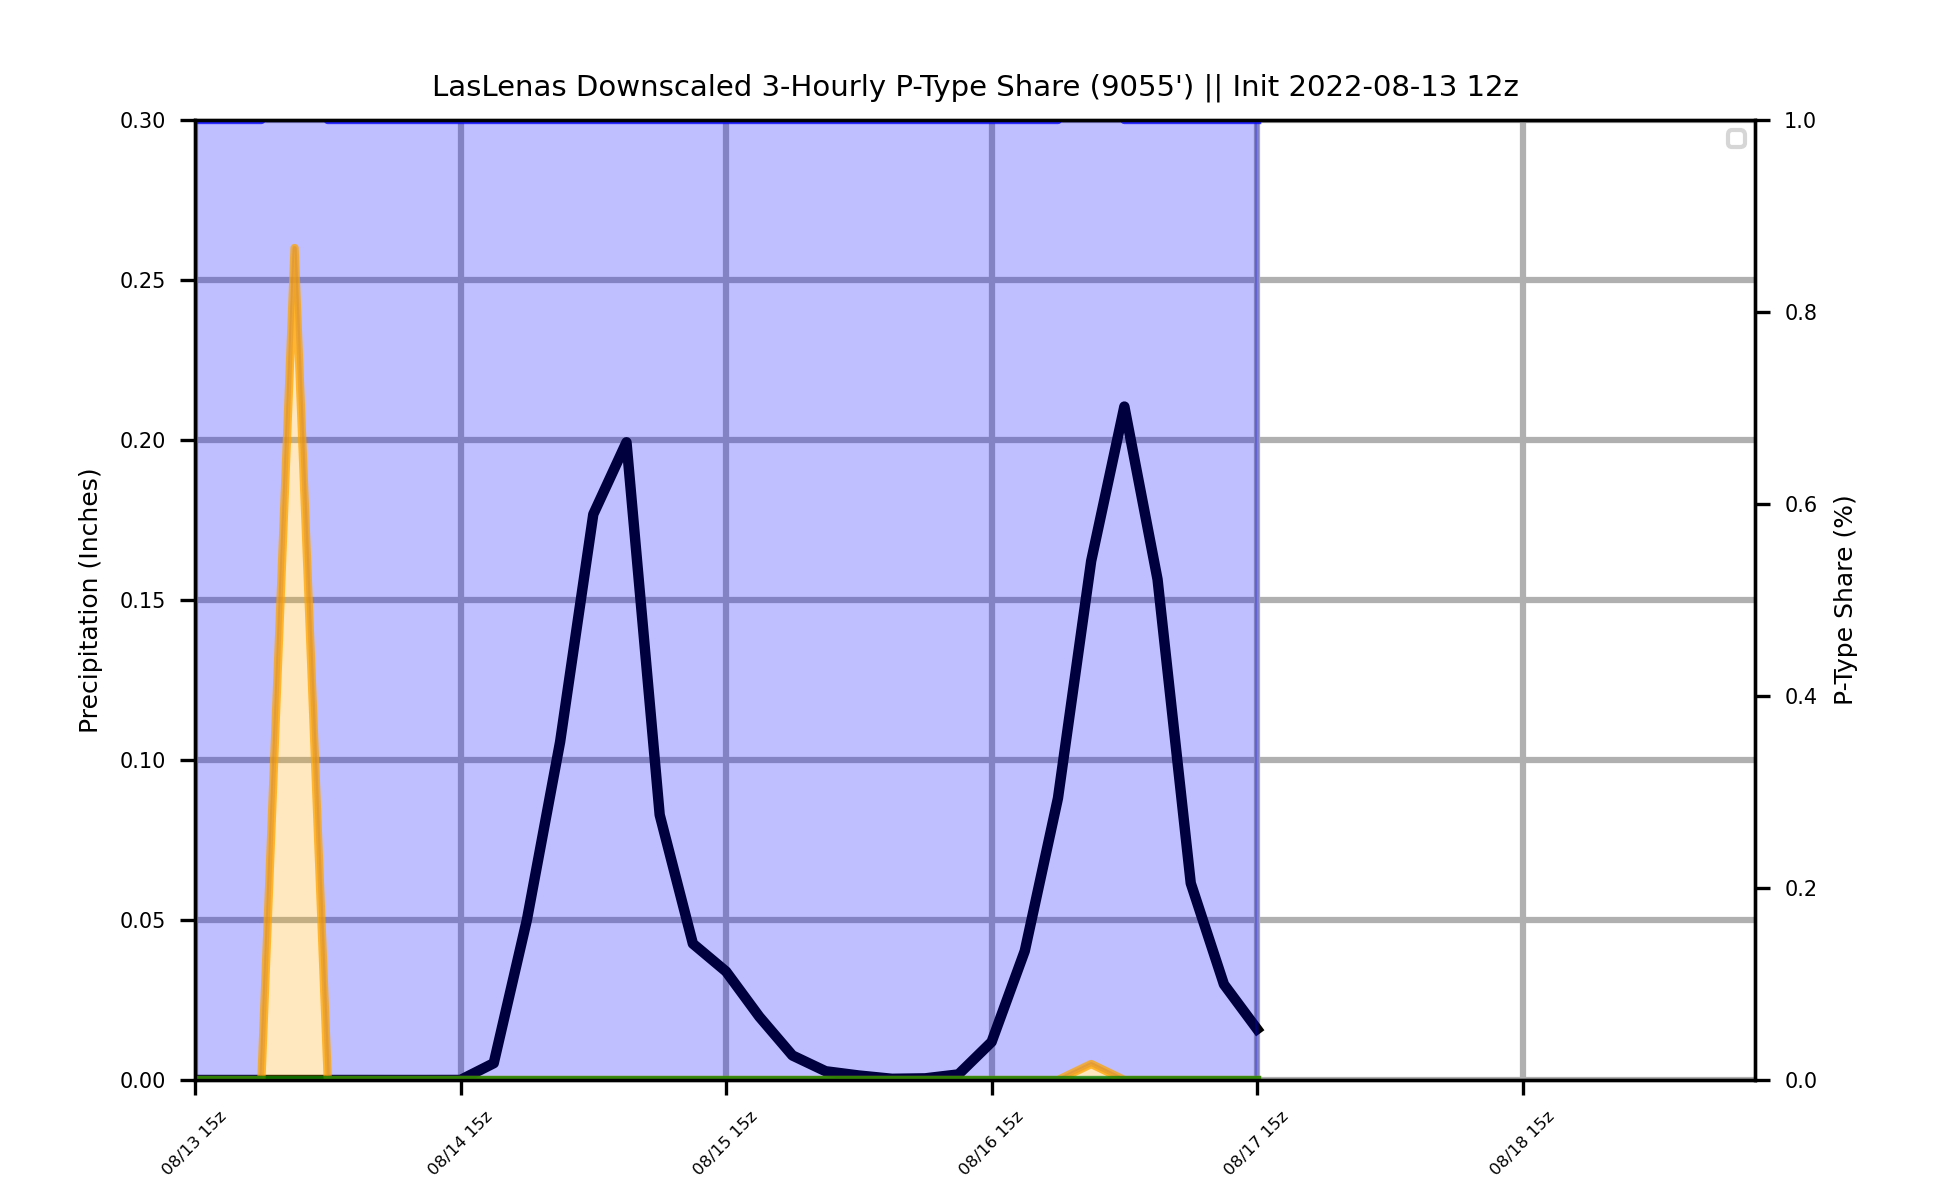 LasLenas Downscaled 3-Hourly P-Type Share (9055') || Init 2022-08-13 12z
0.30
0.25
0.20
0.15
0.10
0.05
0.00
Precipitation (Inches)
1.0
0.8
0.6
0.4
0.2
0.0
P-Type Share (%)
08/13 15z
08/14 15z
08/15 15z
08/16 15z
08/17 15z
08/18 15z